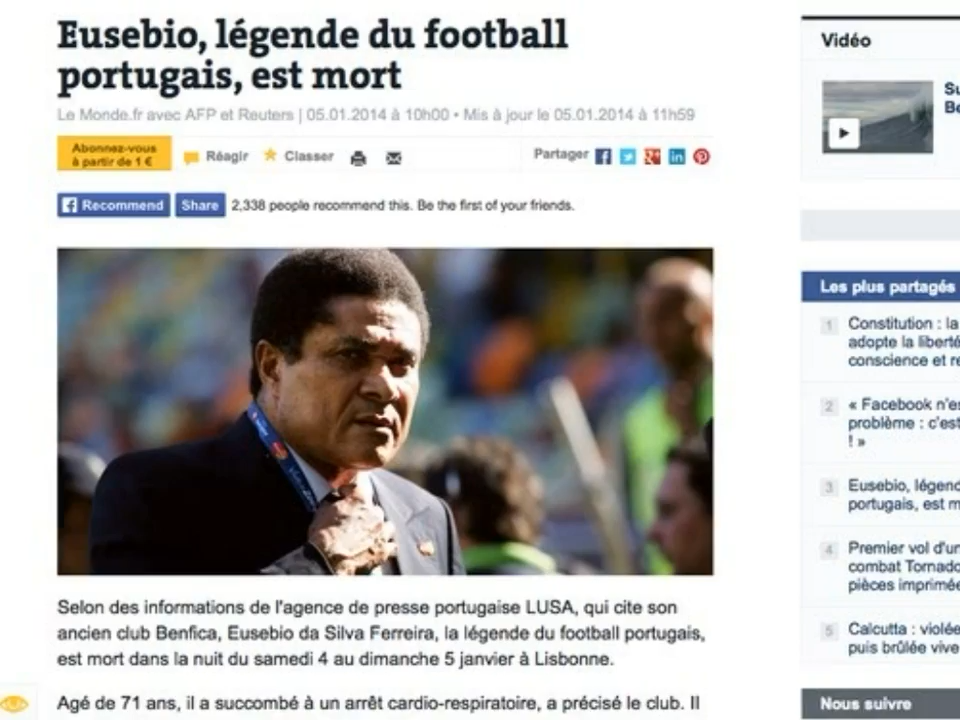 Eusebio, légende du football
portugais, est mort
Le Monde.fr avec AFP et Reuters | 05.01.2014 à 10h00 • Mis à jour le 05.01.2014 à 11h59
Abonnez-vous
à partir de 1 €
Réagir
Classer
Partager
Recommend
Share
2,338 people recommend this. Be the first of your friends.
Selon des informations de l'agence de presse portugaise LUSA, qui cite son
ancien club Benfica, Eusebio da Silva Ferreira, la légende du football portugais,
est mort dans la nuit du samedi 4 au dimanche 5 janvier à Lisbonne.
Agé de 71 ans, il a succombé à un arrêt cardio-respiratoire, a précisé le club. Il
Vidéo
Su
Be
Les plus partagés
1 Constitution : la
adopte la liberté
conscience et re
2 « Facebook n'es
problème : c'est
! »
3 Eusebio, légend
portugais, est m
4 Premier vol d'un
combat Tornado
pièces imprimée
5 Calcutta : violée
puis brûlée vive
Nous suivre